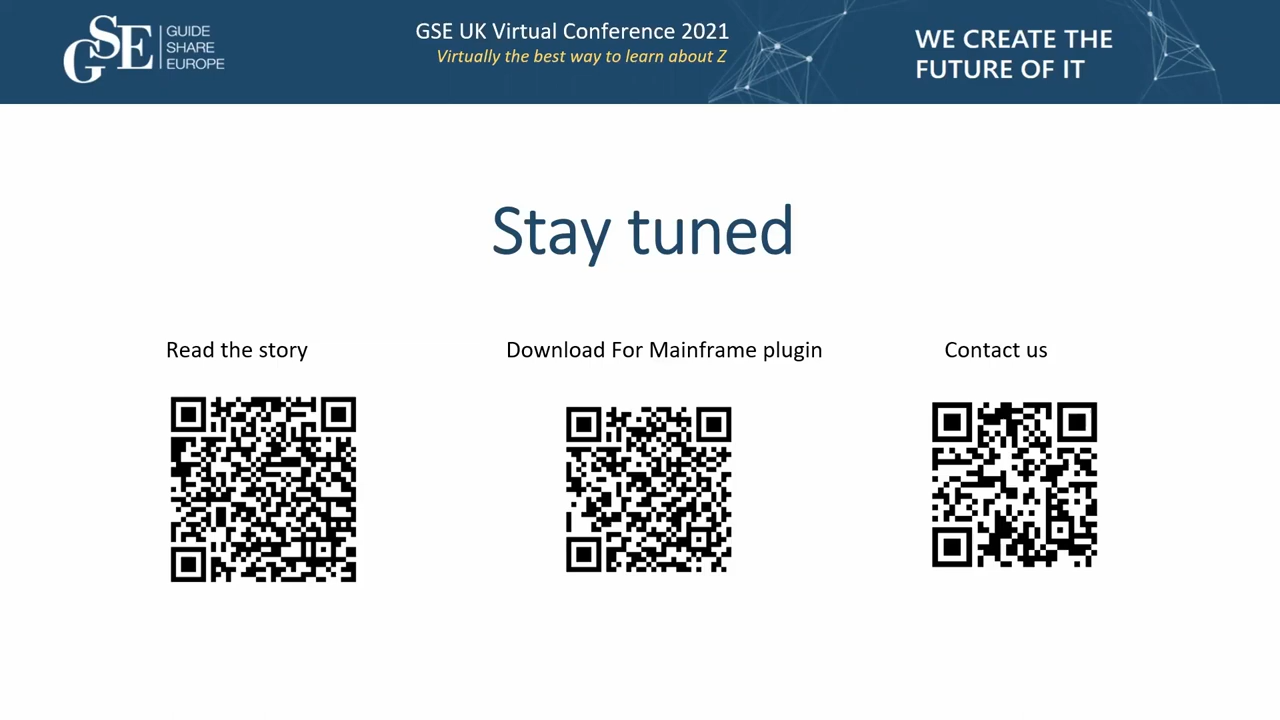 GSE
GUIDE
SHARE
EUROPE
GSE UK Virtual Conference 2021
Virtually the best way to learn about Z
WE CREATE THE
FUTURE OF IT
Stay tuned
Read the story
Download For Mainframe plugin
Contact us